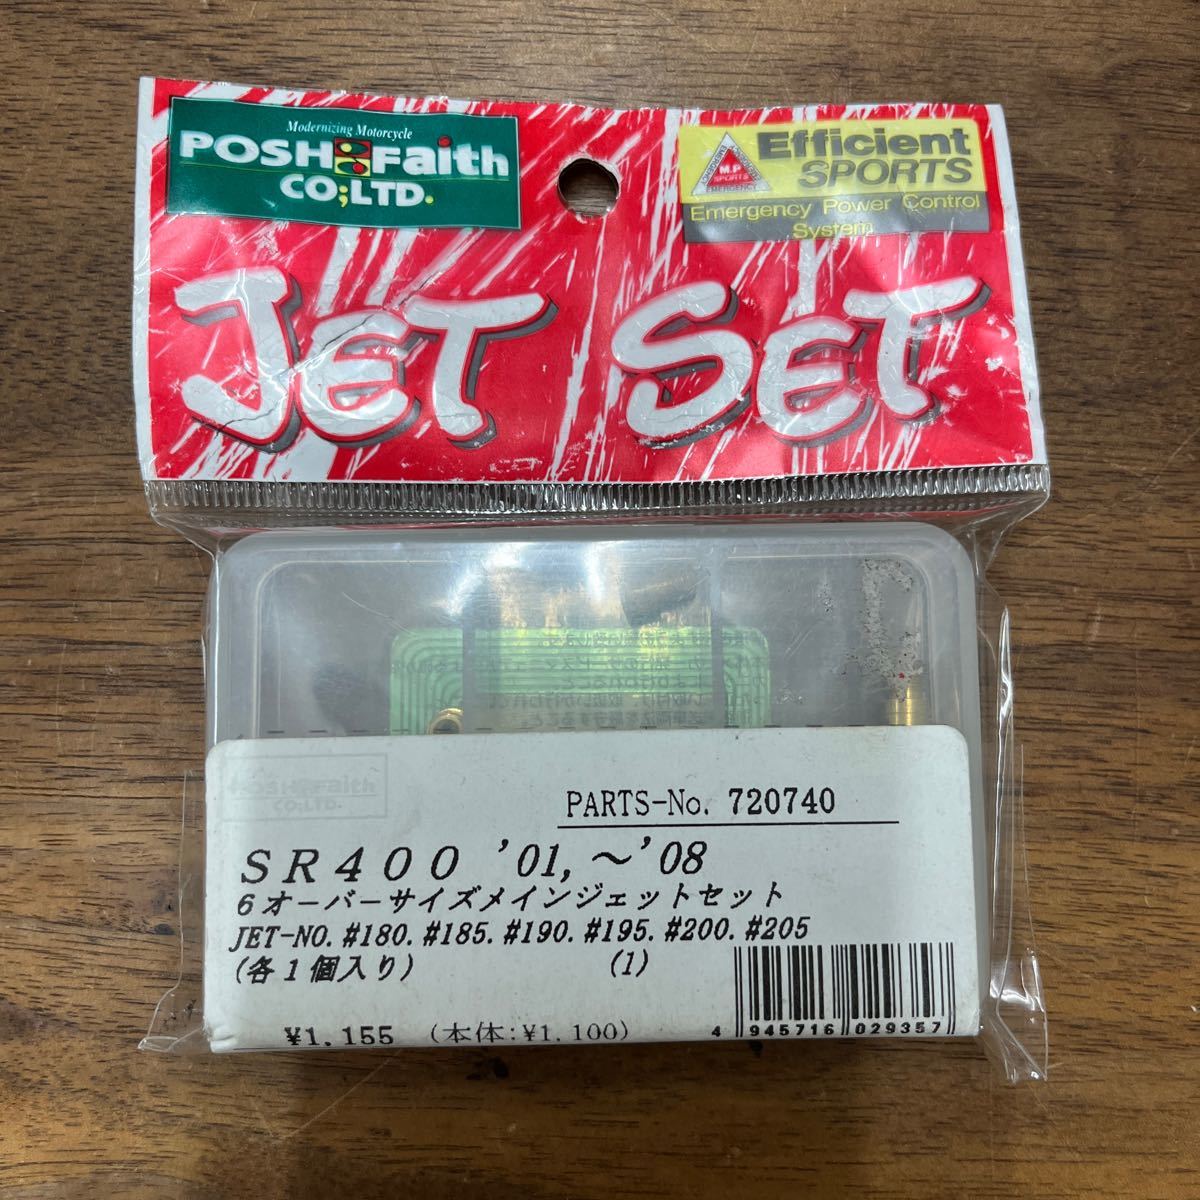 Modernizing Motorcycle
POSH Faith
CO;LTD.
M.P
SPORTS
EMERGENCY
Efficient
SPORTS
Emergency Power Control
System
JET SET
POSH Faith
CO;LTD.
PARTS-No. 720740
SR400 '01,～'08
6オーバーサイズメインジェットセット
JET-NO. #180. #185. #190. #195. #200. #205
(各1個入り) (1)
¥1,155 (本体:¥1,100)
4 945716 029357